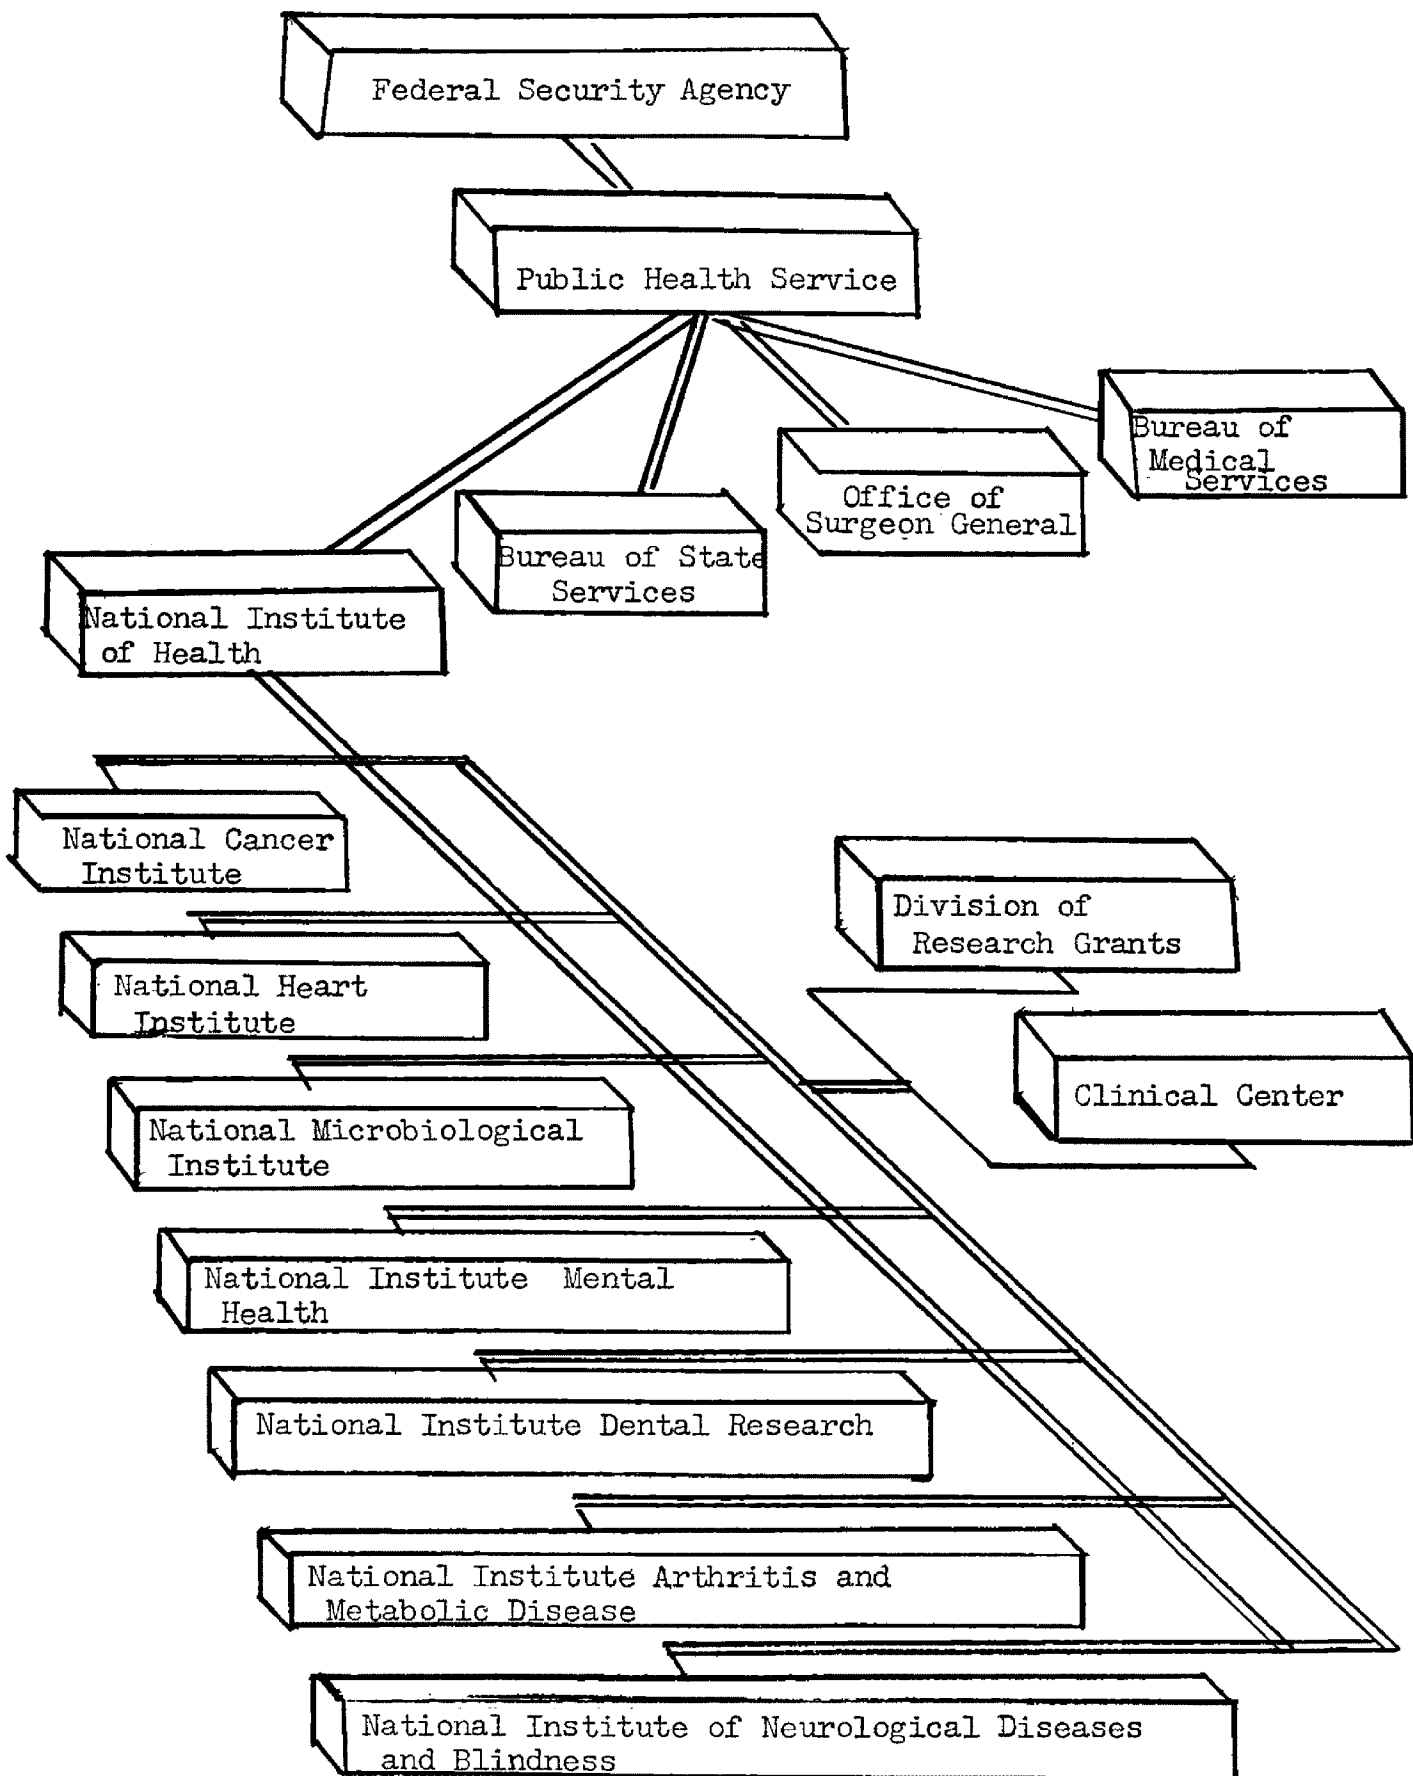 Federal Security Agency
Public Health Service
Bureau of
Medical
Services
Office of
Surgeon General
Bureau of State
Services
National Institute
of Health
National Cancer
Institute
Division of
Research Grants
National Heart
Institute
Clinical Center
National Microbiological
Institute
National Institute Mental
Health
National Institute Dental Research
National Institute Arthritis and
Metabolic Disease
National Institute of Neurological Diseases
and Blindness